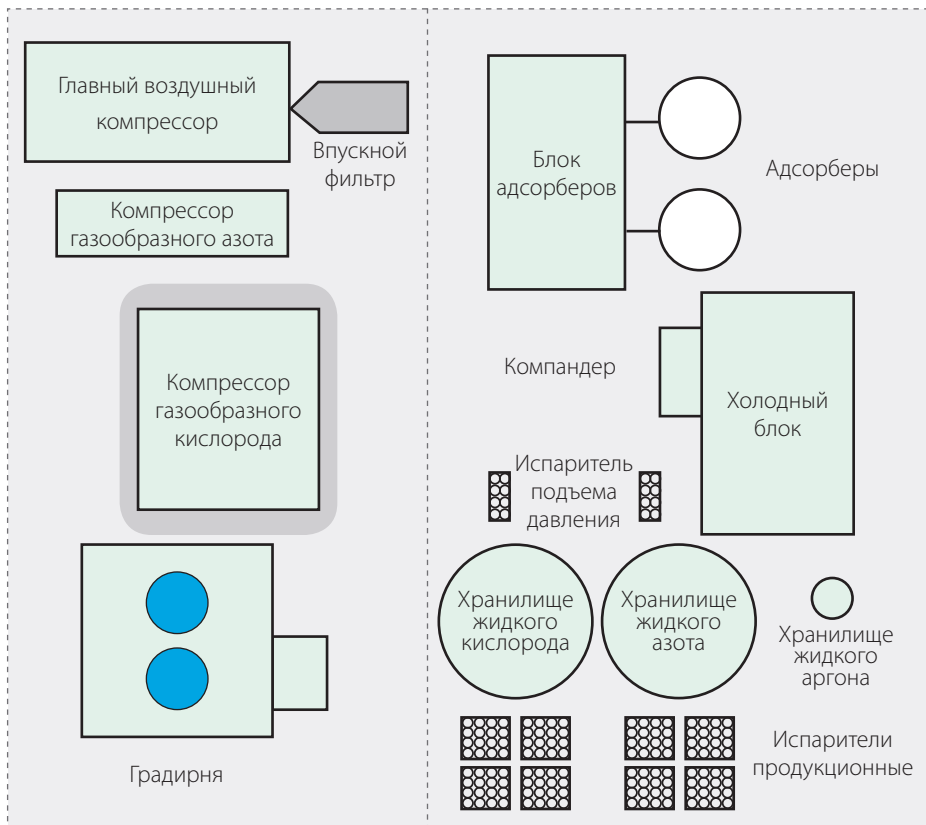 Главный воздушный
компрессор
Впускной
фильтр
Компрессор
газообразного азота
Компрессор
газообразного
кислорода
Градирня
Блок
адсорберов
Адсорберы
Компандер
Холодный
блок
Испаритель
подъема
давления
Хранилище
жидкого
кислорода
Хранилище
жидкого
азота
Хранилище
жидкого
аргона
Испарители
продукционные